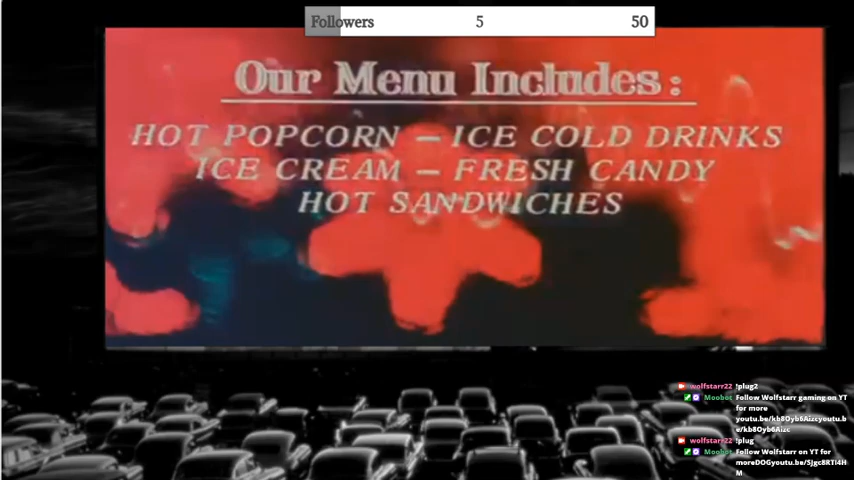 Followers 5 50
Our Menu Includes:
HOT POPCORN – ICE COLD DRINKS
ICE CREAM – FRESH CANDY
HOT SANDWICHES
wolfstarr22 !plug2
Moobot Follow Wolfstarr gaming on YT
for more
youtu.be/kb8Oyb6Aizcyoutu.b
e/kb8Oyb6Aizc
wolfstarr22 !plug
Moobot Follow Wolfstarr on YT for
moreDOGyoutu.be/SJgcBRTI4H
M